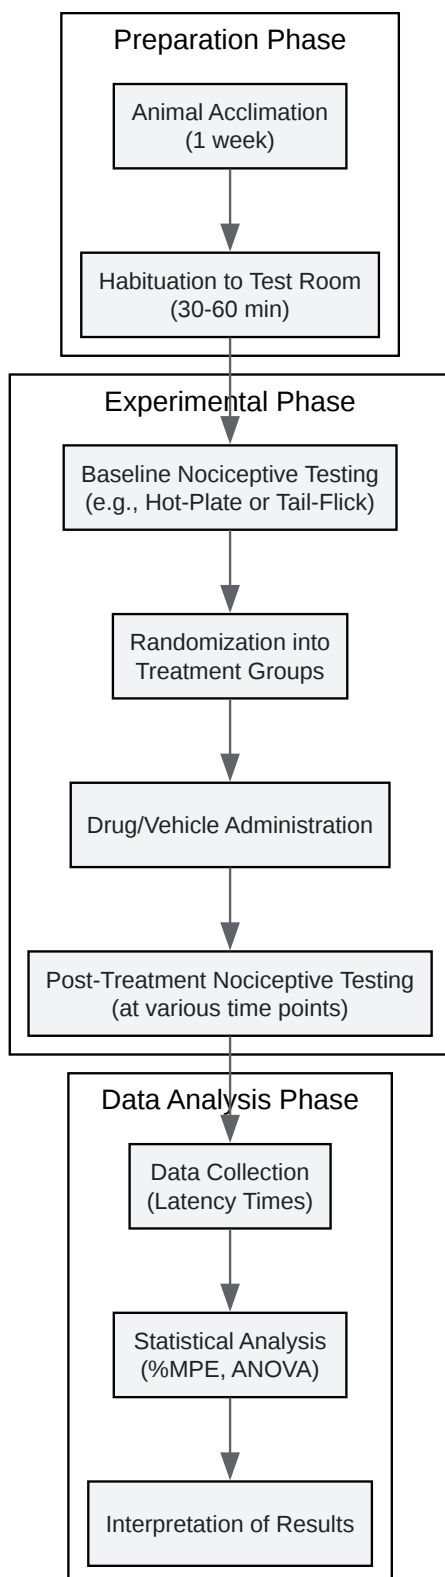 Preparation Phase
Animal Acclimation
(1 week)
Habituation to Test Room
(30-60 min)
Experimental Phase
Baseline Nociceptive Testing
(e.g., Hot-Plate or Tail-Flick)
Randomization into
Treatment Groups
Drug/Vehicle Administration
Post-Treatment Nociceptive Testing
(at various time points)
Data Analysis Phase
Data Collection
(Latency Times)
Statistical Analysis
(%MPE, ANOVA)
Interpretation of Results